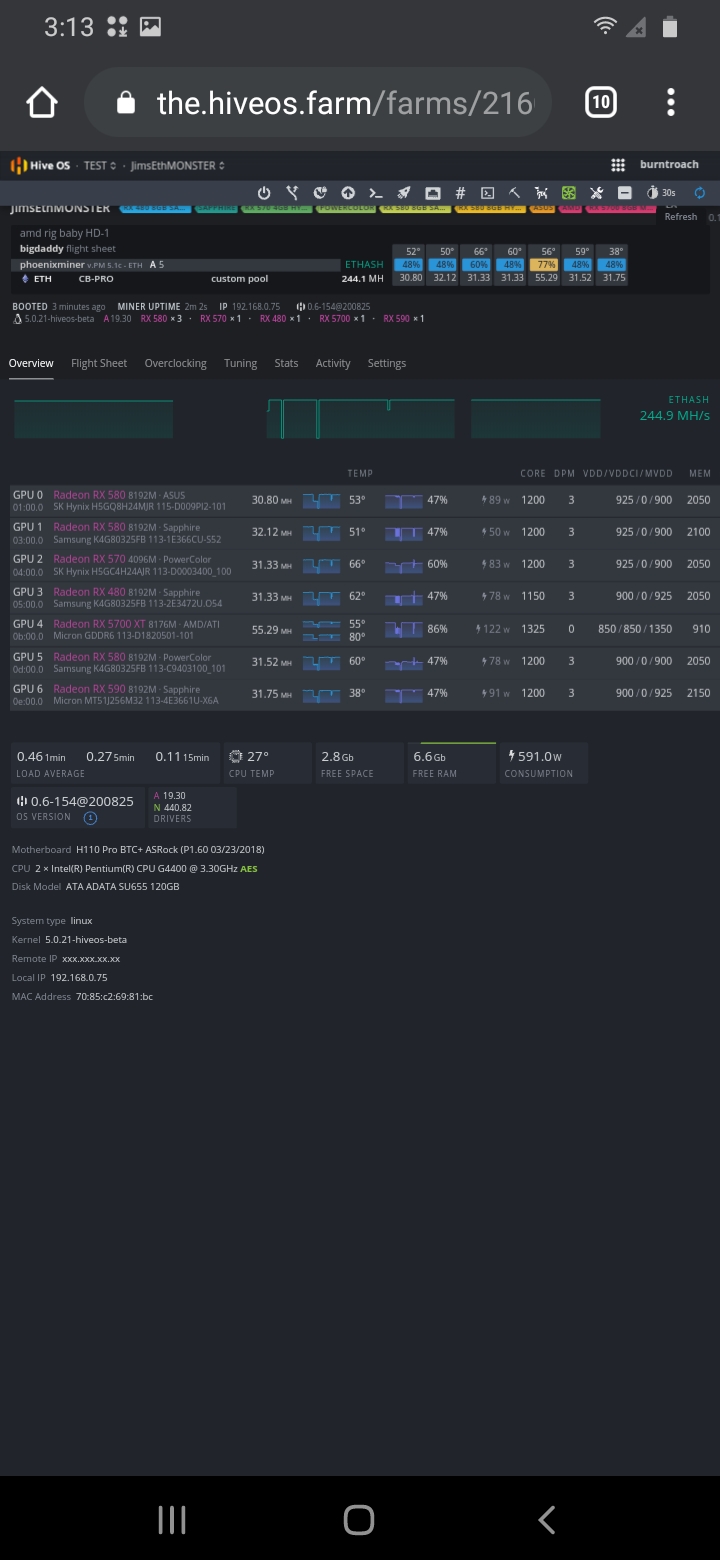 3:13
the.hiveos.farm/farms/216
10
Hive OS · TEST · JimsEthMONSTER
burntroach
30s
JimsEthMONSTER
Refresh
amd rig baby HD-1
bigdaddy flight sheet
52° 50° 66° 60° 56° 59° 38°
phoenixminer v.PM 5.1c - ETH A 5 ETHASH 48% 48% 60% 48% 77% 48% 48%
ETH CB-PRO custom pool 244.1 MH 30.80 32.12 31.33 31.33 55.29 31.52 31.75
BOOTED 3 minutes ago MINER UPTIME 2m 2s IP 192.168.0.75 0.6-154@200825
5.0.21-hiveos-beta A 19.30 RX 580 × 3 · RX 570 × 1 · RX 480 × 1 · RX 5700 × 1 · RX 590 × 1
Overview Flight Sheet Overclocking Tuning Stats Activity Settings
ETHASH
244.9 MH/s
TEMP CORE DPM VDD/VDDCI/MVDD MEM
GPU 0 Radeon RX 580 8192M · ASUS 30.80 MH 53° 47% 89 W 1200 3 925 / 0 / 900 2050
01:00.0 SK Hynix H5GQ8H24MJR 115-D009PI2-101
GPU 1 Radeon RX 580 8192M · Sapphire 32.12 MH 51° 47% 50 W 1200 3 925 / 0 / 900 2100
03:00.0 Samsung K4G80325FB 113-1E366CU-S52
GPU 2 Radeon RX 570 4096M · PowerColor 31.33 MH 66° 60% 83 W 1200 3 925 / 0 / 900 2050
04:00.0 SK Hynix H5GC4H24AJR 113-D0003400_100
GPU 3 Radeon RX 480 8192M · Sapphire 31.33 MH 62° 47% 78 W 1150 3 900 / 0 / 925 2050
05:00.0 Samsung K4G80325FB 113-2E3472U.O54
GPU 4 Radeon RX 5700 XT 8176M · AMD/ATI 55.29 MH 55° 80° 86% 122 W 1325 0 850 / 850 / 1350 910
0b:00.0 Micron GDDR6 113-D1820501-101
GPU 5 Radeon RX 580 8192M · PowerColor 31.52 MH 60° 47% 78 W 1200 3 900 / 0 / 900 2050
0d:00.0 Samsung K4G80325FB 113-C9403100_101
GPU 6 Radeon RX 590 8192M · Sapphire 31.75 MH 38° 47% 91 W 1200 3 900 / 0 / 925 2150
0e:00.0 Micron MT51J256M32 113-4E3661U-X6A
0.46 1min 0.27 5min 0.11 15min 27° 2.8 Gb 6.6 Gb 591.0 W
LOAD AVERAGE CPU TEMP FREE SPACE FREE RAM CONSUMPTION
0.6-154@200825 A 19.30
N 440.82
OS VERSION 1 DRIVERS
Motherboard H110 Pro BTC+ ASRock (P1.60 03/23/2018)
CPU 2 × Intel(R) Pentium(R) CPU G4400 @ 3.30GHz AES
Disk Model ATA ADATA SU655 120GB
System type linux
Kernel 5.0.21-hiveos-beta
Remote IP xxx.xxx.xx.xx
Local IP 192.168.0.75
MAC Address 70:85:c2:69:81:bc